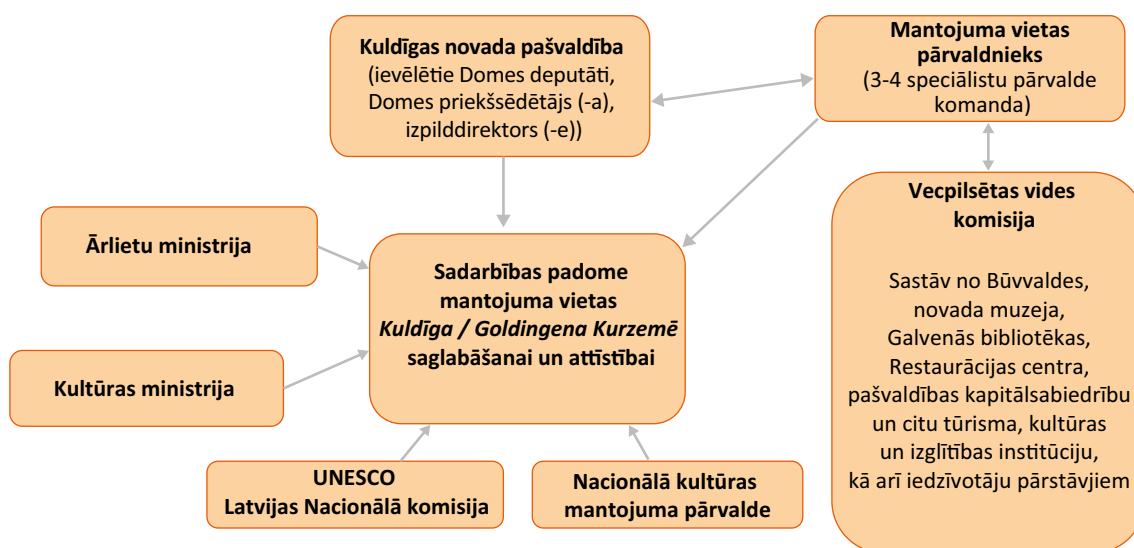 Kuldīgas novada pašvaldība
(ievēlētie Domes deputāti,
Domes priekšsēdētājs (-a),
izpilddirektors (-e))
Mantojuma vietas
pārvaldnieks
(3-4 speciālistu pārvalde
komanda)
Vecpilsētas vides
komisija
Sastāv no Būvvaldes,
novada muzeja,
Galvenās bibliotēkas,
Restaurācijas centra,
pašvaldības kapitālsabiedrību
un citu tūrisma, kultūras
un izglītības institūciju,
kā arī iedzīvotāju pārstāvjiem
Ārlietu ministrija
Sadarbības padome
mantojuma vietas
Kuldīga / Goldingena Kurzemē
saglabāšanai un attīstībai
Kultūras ministrija
UNESCO
Latvijas Nacionālā komisija
Nacionālā kultūras
mantojuma pārvalde